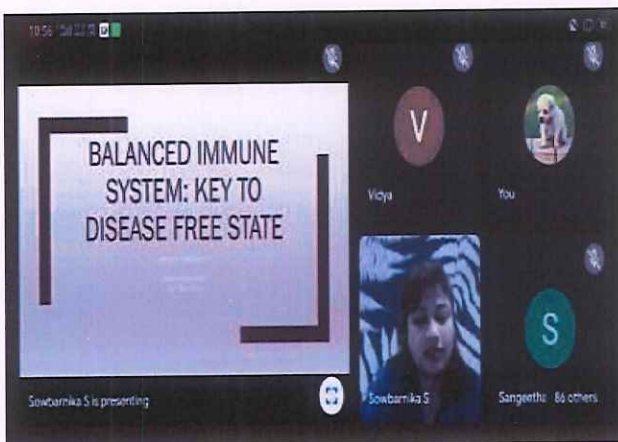 10:56
BALANCED IMMUNE
SYSTEM: KEY TO
DISEASE FREE STATE
Sowbarnika S is presenting
V
Vidya
You
Sowbarnika S
S
Sangeetha 86 others